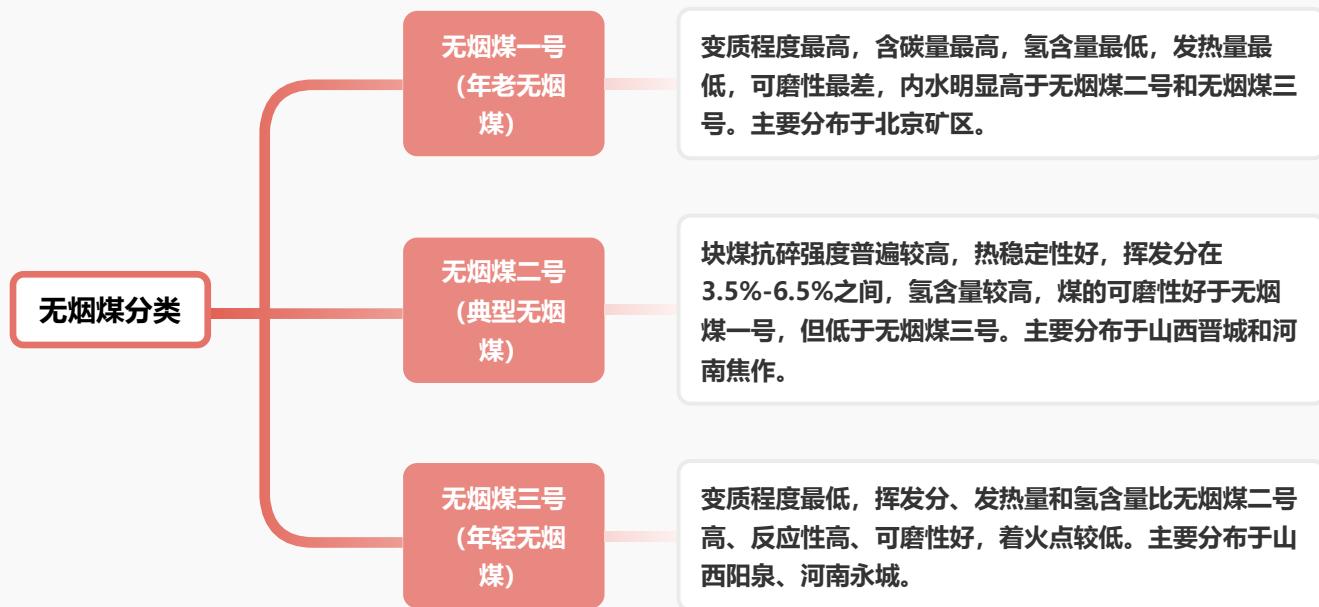 无烟煤分类
无烟煤一号
（年老无烟
煤）
变质程度最高，含碳量最高，氢含量最低，发热量最
低，可磨性最差，内水明显高于无烟煤二号和无烟煤三
号。主要分布于北京矿区。
无烟煤二号
（典型无烟
煤）
块煤抗碎强度普遍较高，热稳定性好，挥发分在
3.5%-6.5%之间，氢含量较高，煤的可磨性好于无烟
煤一号，但低于无烟煤三号。主要分布于山西晋城和河
南焦作。
无烟煤三号
（年轻无烟
煤）
变质程度最低，挥发分、发热量和氢含量比无烟煤二号
高、反应性高、可磨性好，着火点较低。主要分布于山
西阳泉、河南永城。